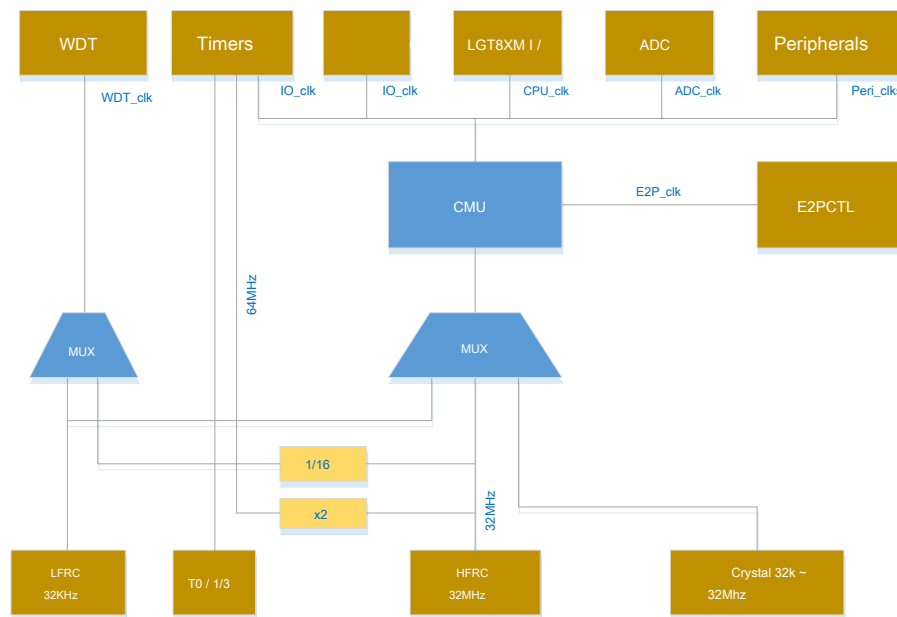 WDT
Timers
LGT8XM I /
ADC
Peripherals
WDT_clk
IO_clk
IO_clk
CPU_clk
ADC_clk
Peri_clks
CMU
E2P_clk
E2PCTL
64MHz
MUX
MUX
1/16
x2
32MHz
LFRC
32KHz
T0 / 1/3
HFRC
32MHz
Crystal 32k ~
32Mhz